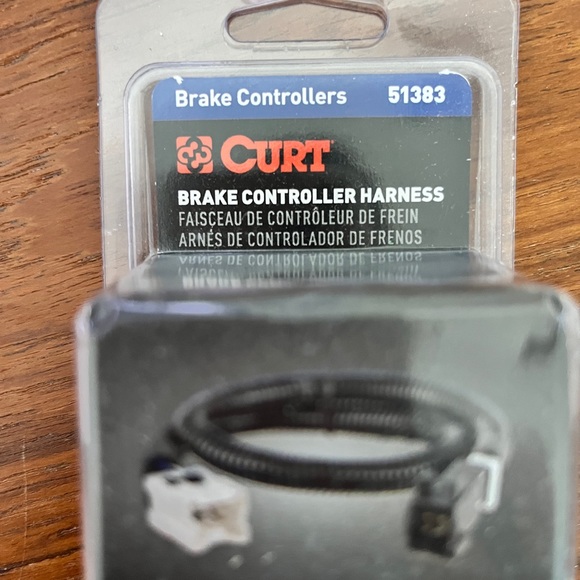 Brake Controllers 51383
CURT
BRAKE CONTROLLER HARNESS
FAISCEAU DE CONTRÔLEUR DE FREIN
ARNÉS DE CONTROLADOR DE FRENOS